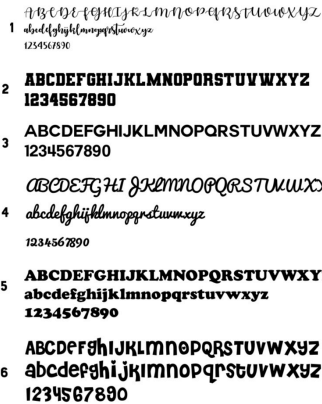 ABCDEFGHIJKLMNOPQRSTUVWXYZ
1 abcdefghijklmnopqrstuvwxyz
1234567890
2 ABCDEFGHIJKLMNOPQRSTUVWXYZ
1234567890
3 ABCDEFGHIJKLMNOPQRSTUVWXYZ
1234567890
ABCDEFGHIJKLMNOPQRSTUVWX
4 abcdefghijklmnopqrstuvwxyz
1234567890
ABCDEFGHIJKLMNOPQRSTUVWXY
5 abcdefghijklmnopqrstuvwxyz
1234567890
ABCDEFGHIJKLMNOPQRSTUVWXYZ
6 abcdefghijklmnopqrstuvwxyz
1234567890